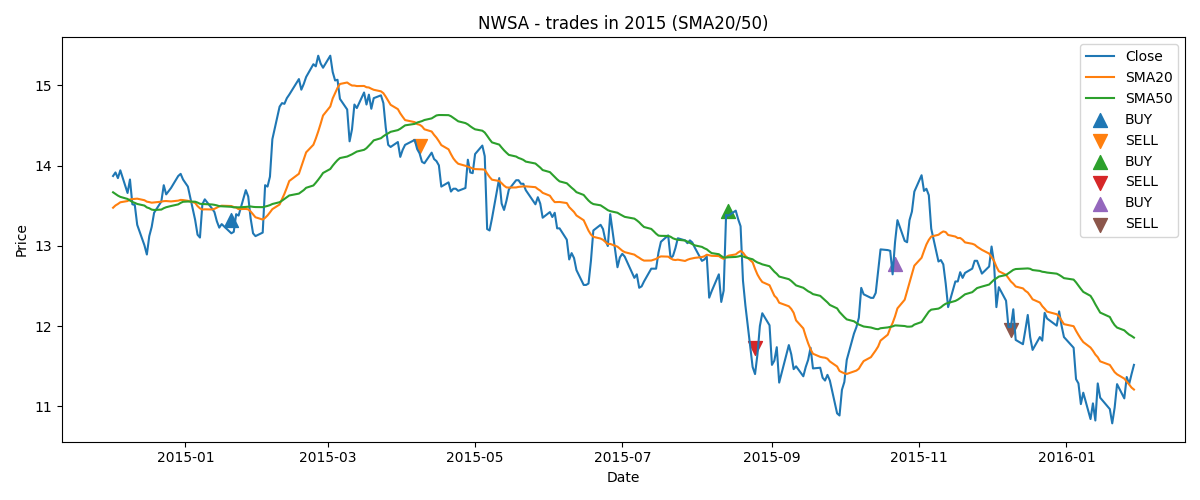 NWSA - trades in 2015 (SMA20/50)
Close
SMA20
SMA50
BUY
SELL
BUY
SELL
BUY
SELL
Price
15
14
13
12
11
2015-01
2015-03
2015-05
2015-07
2015-09
2015-11
2016-01
Date